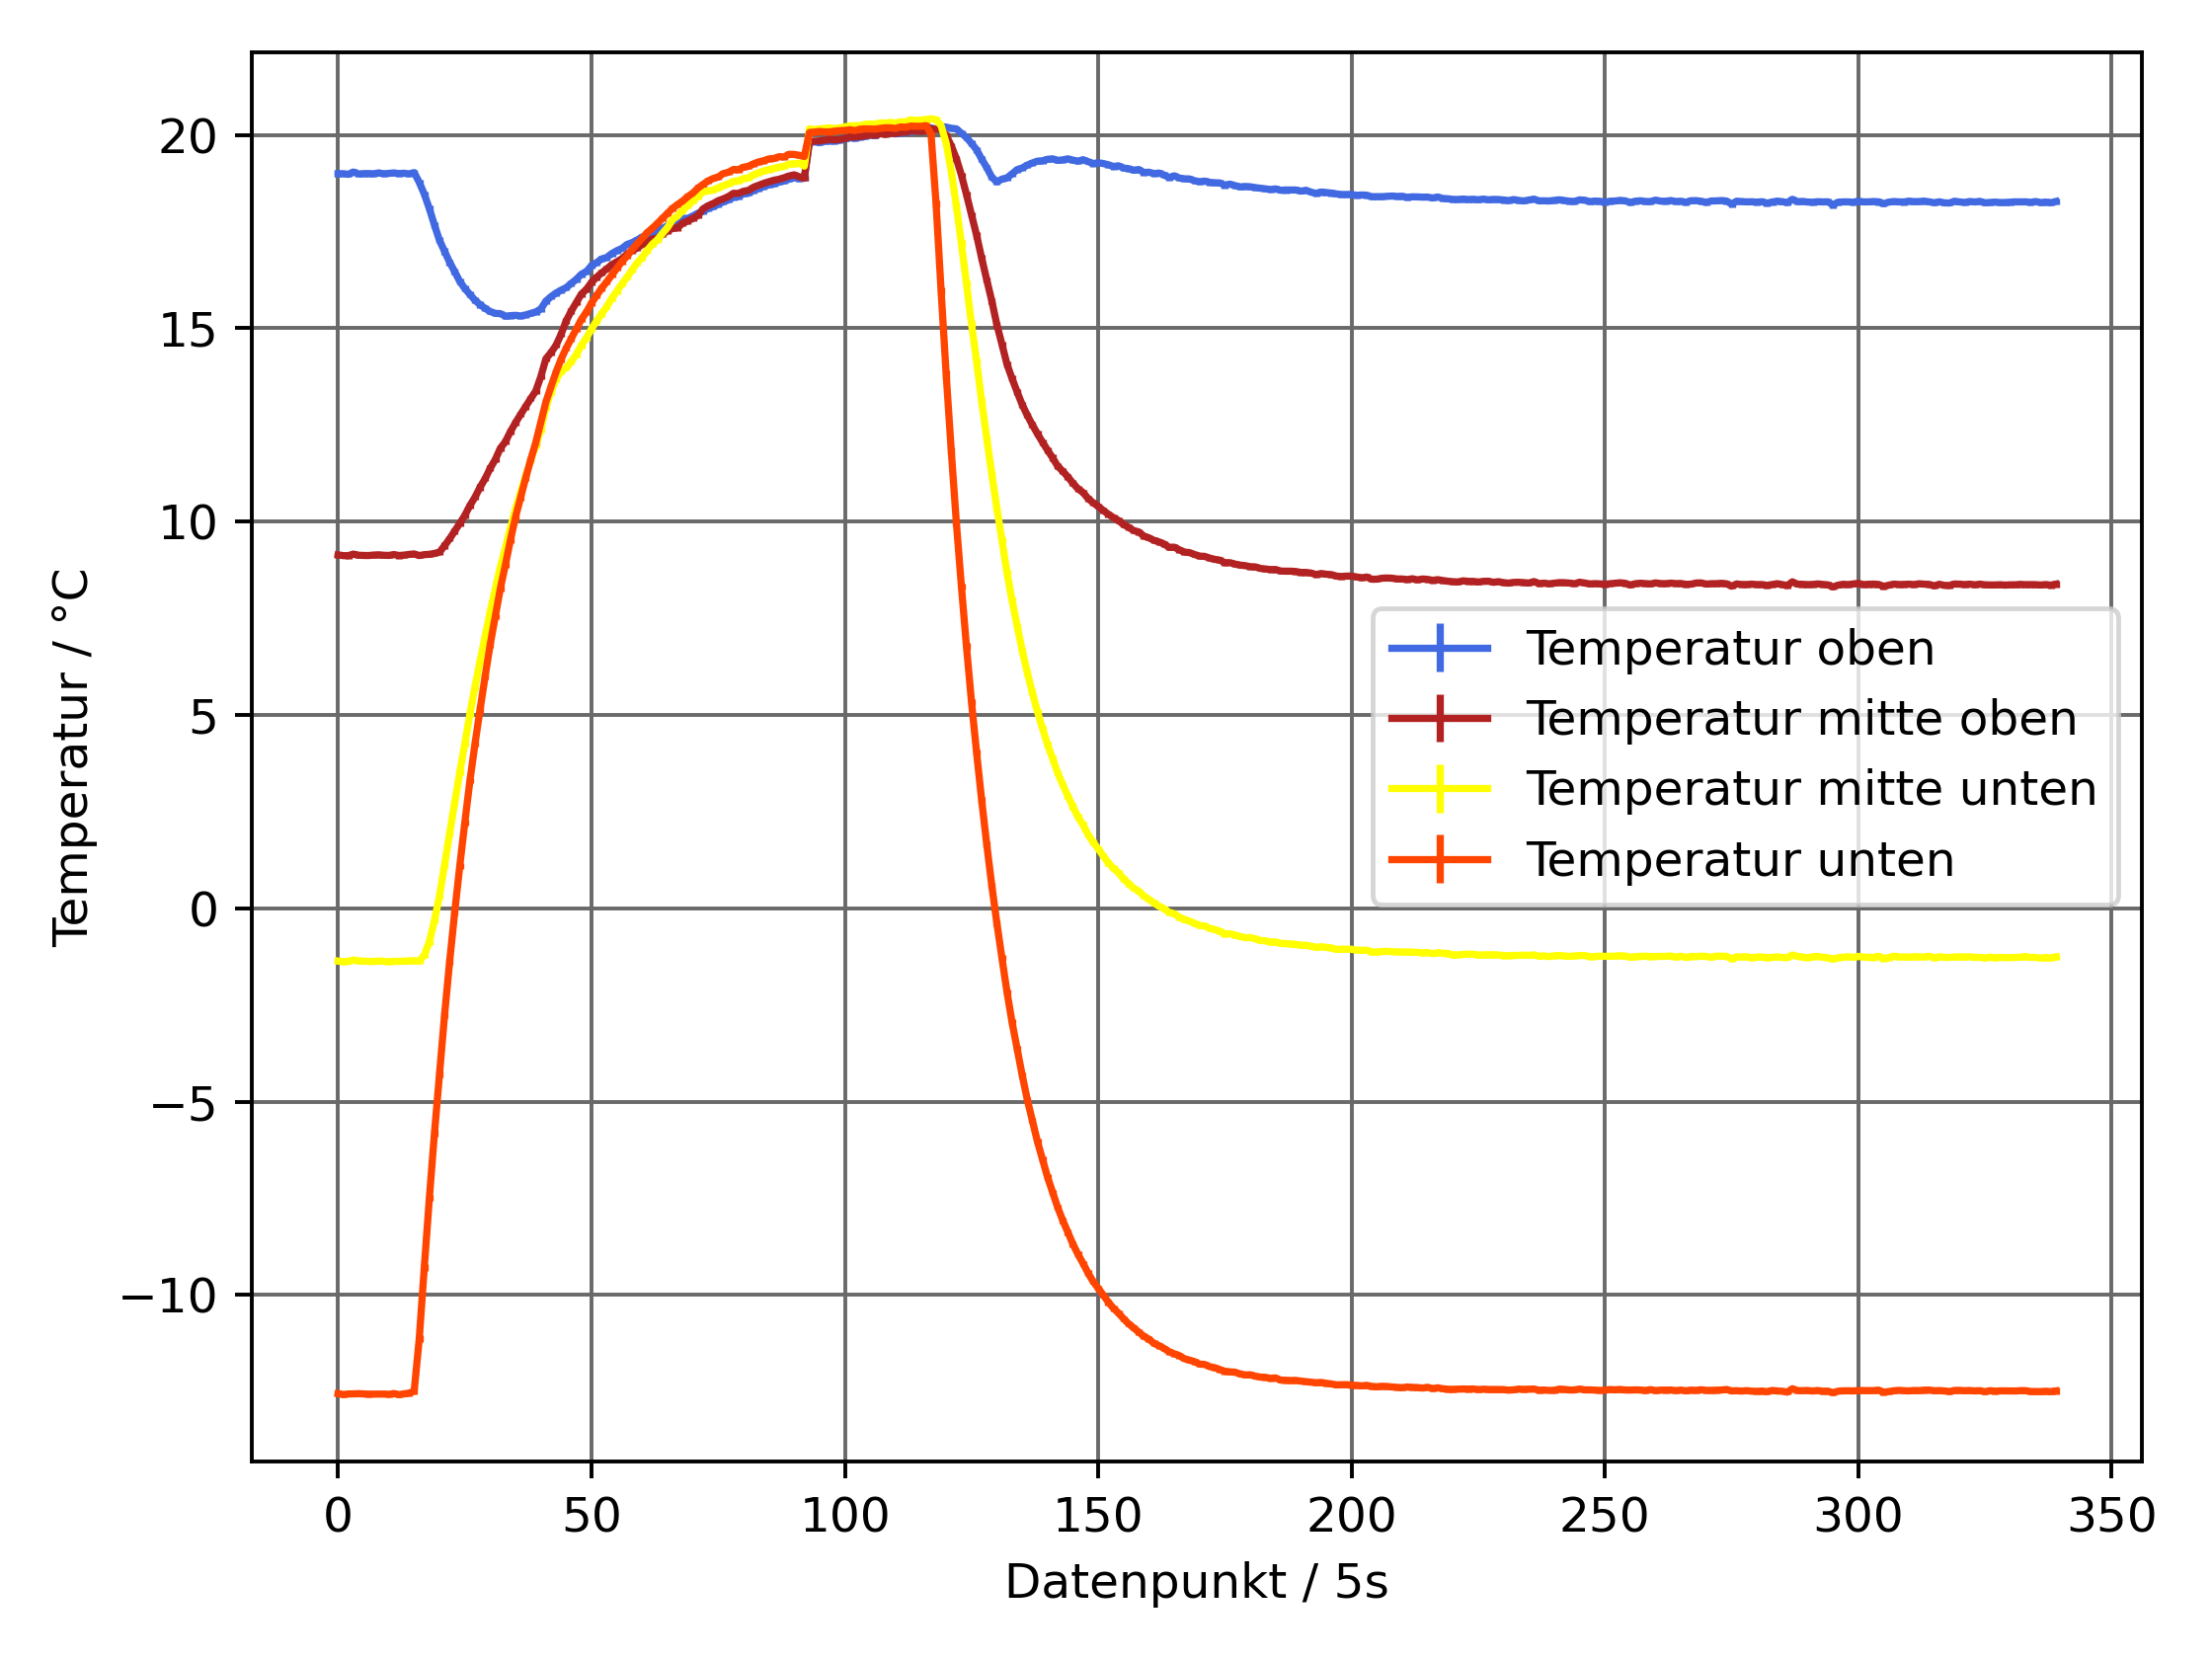 Temperatur / °C
20
15
10
5
0
−5
−10
Temperatur oben
Temperatur mitte oben
Temperatur mitte unten
Temperatur unten
0 50 100 150 200 250 300 350
Datenpunkt / 5s